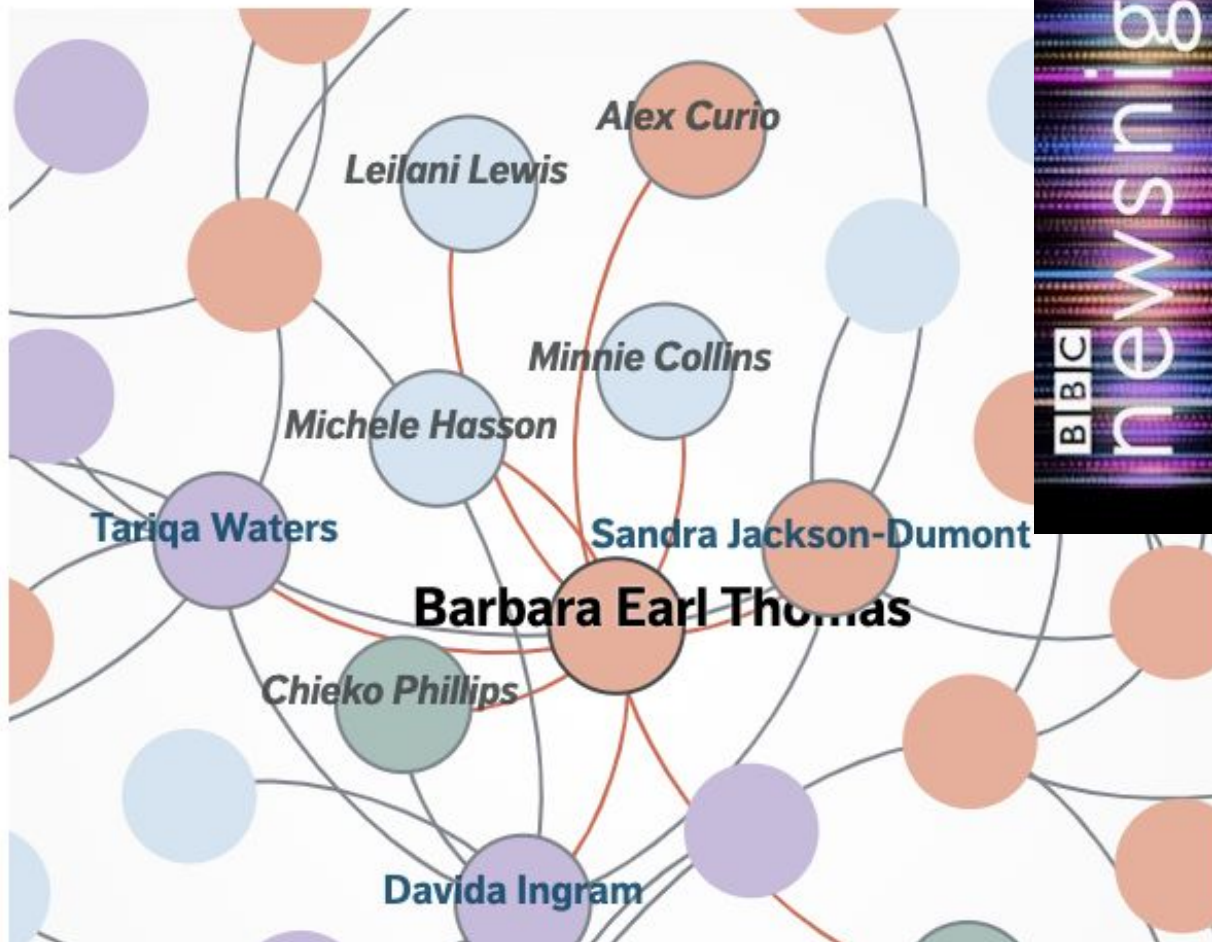 Alex Curio
Leilani Lewis
Minnie Collins
Michele Hasson
Tariqa Waters
Sandra Jackson-Dumont
Barbara Earl Thomas
Chieko Phillips
Davida Ingram
BBC
newsnig